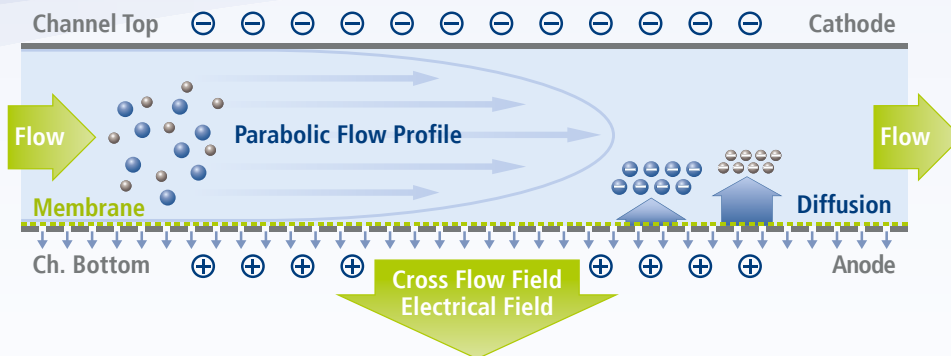 Channel Top
Cathode
Flow
Parabolic Flow Profile
Flow
Membrane
Diffusion
Ch. Bottom
Anode
Cross Flow Field
Electrical Field